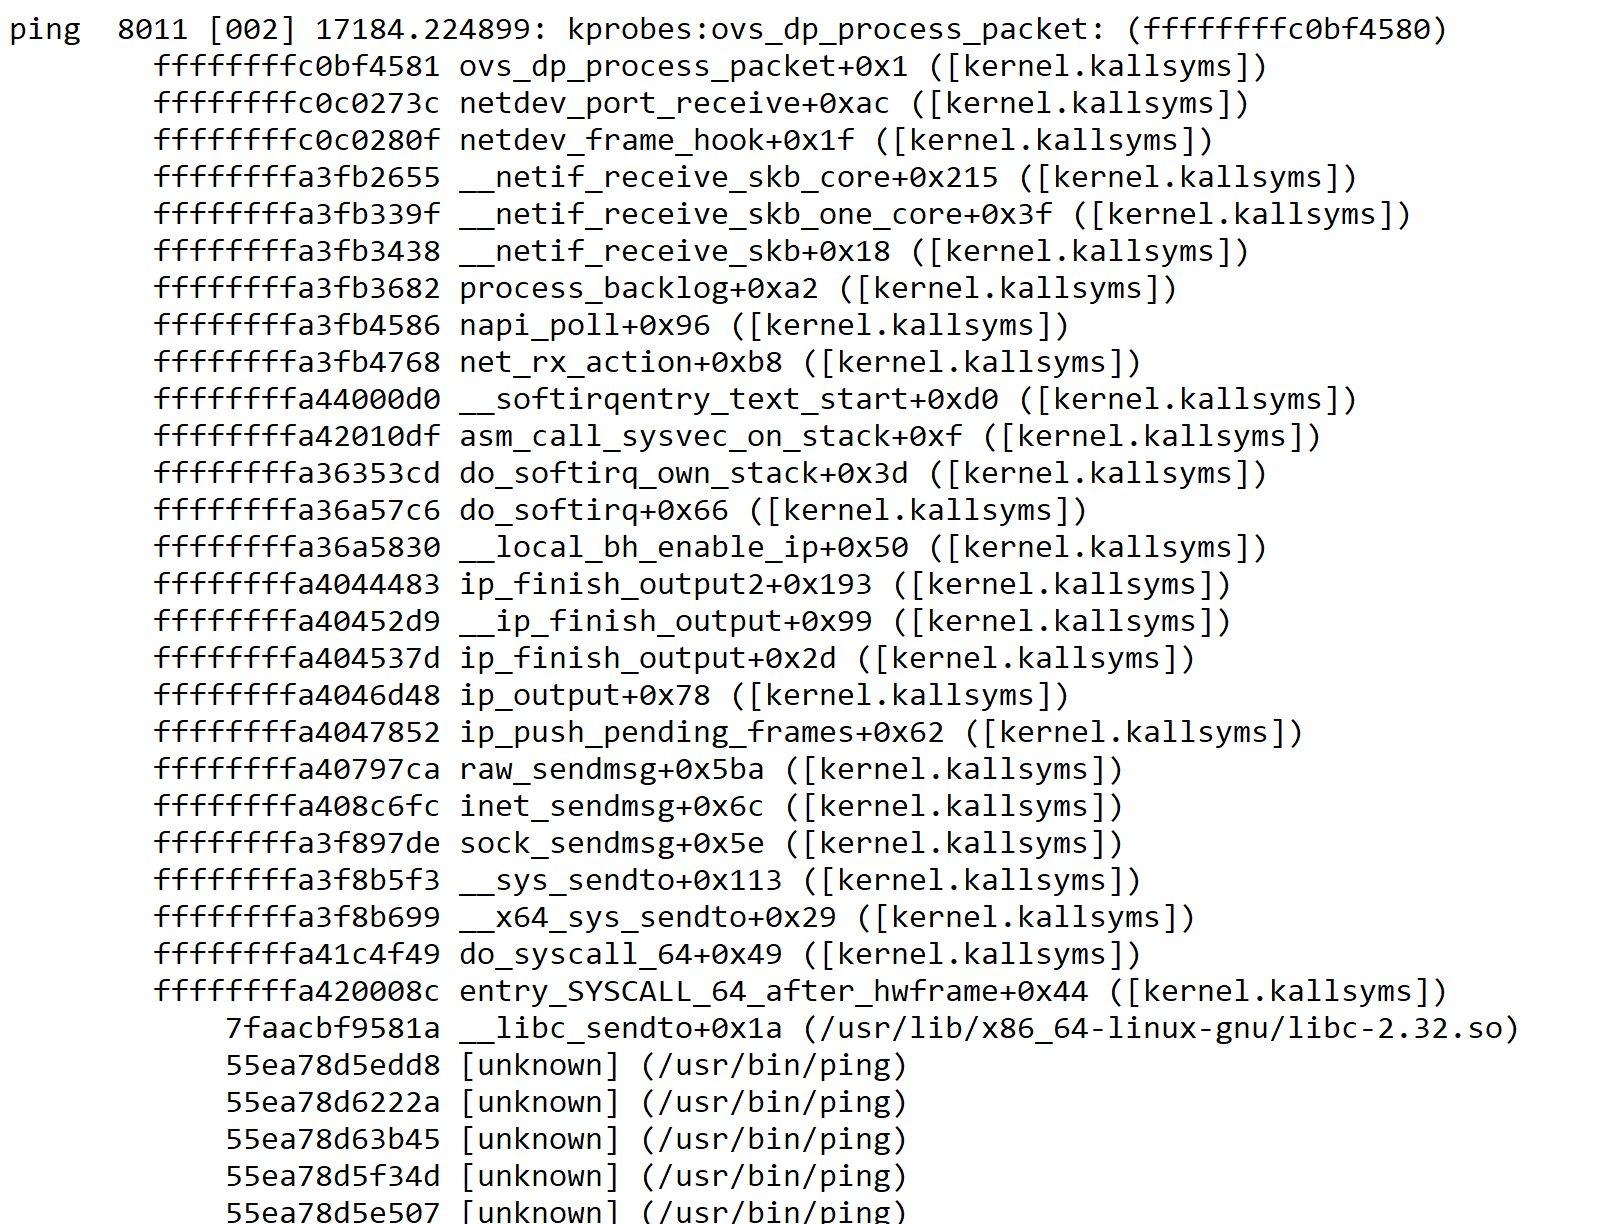 ping  8011 [002] 17184.224899: kprobes:ovs_dp_process_packet: (ffffffffc0bf4580)
ffffffffc0bf4581 ovs_dp_process_packet+0x1 ([kernel.kallsyms])
ffffffffc0c0273c netdev_port_receive+0xac ([kernel.kallsyms])
ffffffffc0c0280f netdev_frame_hook+0x1f ([kernel.kallsyms])
ffffffffa3fb2655 __netif_receive_skb_core+0x215 ([kernel.kallsyms])
ffffffffa3fb339f __netif_receive_skb_one_core+0x3f ([kernel.kallsyms])
ffffffffa3fb3438 __netif_receive_skb+0x18 ([kernel.kallsyms])
ffffffffa3fb3682 process_backlog+0xa2 ([kernel.kallsyms])
ffffffffa3fb4586 napi_poll+0x96 ([kernel.kallsyms])
ffffffffa3fb4768 net_rx_action+0xb8 ([kernel.kallsyms])
ffffffffa44000d0 __softirqentry_text_start+0xd0 ([kernel.kallsyms])
ffffffffa42010df asm_call_sysvec_on_stack+0xf ([kernel.kallsyms])
ffffffffa36353cd do_softirq_own_stack+0x3d ([kernel.kallsyms])
ffffffffa36a57c6 do_softirq+0x66 ([kernel.kallsyms])
ffffffffa36a5830 __local_bh_enable_ip+0x50 ([kernel.kallsyms])
ffffffffa4044483 ip_finish_output2+0x193 ([kernel.kallsyms])
ffffffffa40452d9 __ip_finish_output+0x99 ([kernel.kallsyms])
ffffffffa404537d ip_finish_output+0x2d ([kernel.kallsyms])
ffffffffa4046d48 ip_output+0x78 ([kernel.kallsyms])
ffffffffa4047852 ip_push_pending_frames+0x62 ([kernel.kallsyms])
ffffffffa40797ca raw_sendmsg+0x5ba ([kernel.kallsyms])
ffffffffa408c6fc inet_sendmsg+0x6c ([kernel.kallsyms])
ffffffffa3f897de sock_sendmsg+0x5e ([kernel.kallsyms])
ffffffffa3f8b5f3 __sys_sendto+0x113 ([kernel.kallsyms])
ffffffffa3f8b699 __x64_sys_sendto+0x29 ([kernel.kallsyms])
ffffffffa41c4f49 do_syscall_64+0x49 ([kernel.kallsyms])
ffffffffa420008c entry_SYSCALL_64_after_hwframe+0x44 ([kernel.kallsyms])
7faacbf9581a __libc_sendto+0x1a (/usr/lib/x86_64-linux-gnu/libc-2.32.so)
55ea78d5edd8 [unknown] (/usr/bin/ping)
55ea78d6222a [unknown] (/usr/bin/ping)
55ea78d63b45 [unknown] (/usr/bin/ping)
55ea78d5f34d [unknown] (/usr/bin/ping)
55ea78d5e507 [unknown] (/usr/bin/ping)